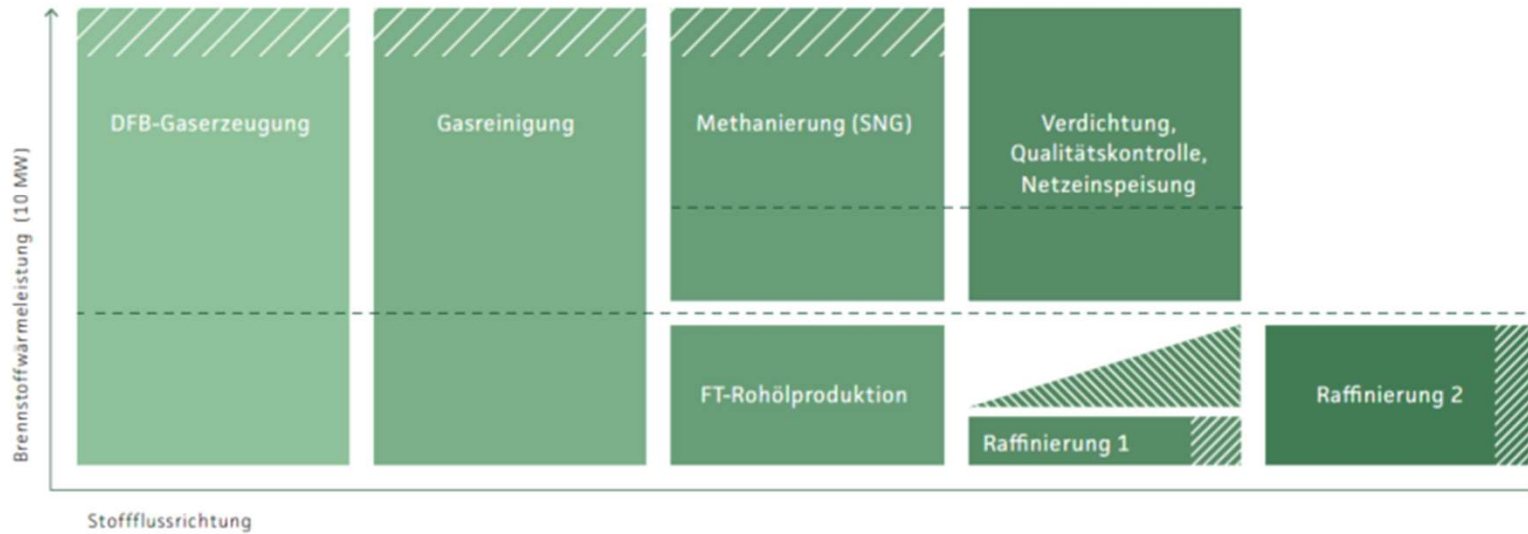 Brennstoffwärmeleistung (10 MW)
DFB-Gaserzeugung
Gasreinigung
Methanierung (SNG)
Verdichtung,
Qualitätskontrolle,
Netzeinspeisung
FT-Rohölproduktion
Raffinierung 1
Raffinierung 2
Stoffflussrichtung